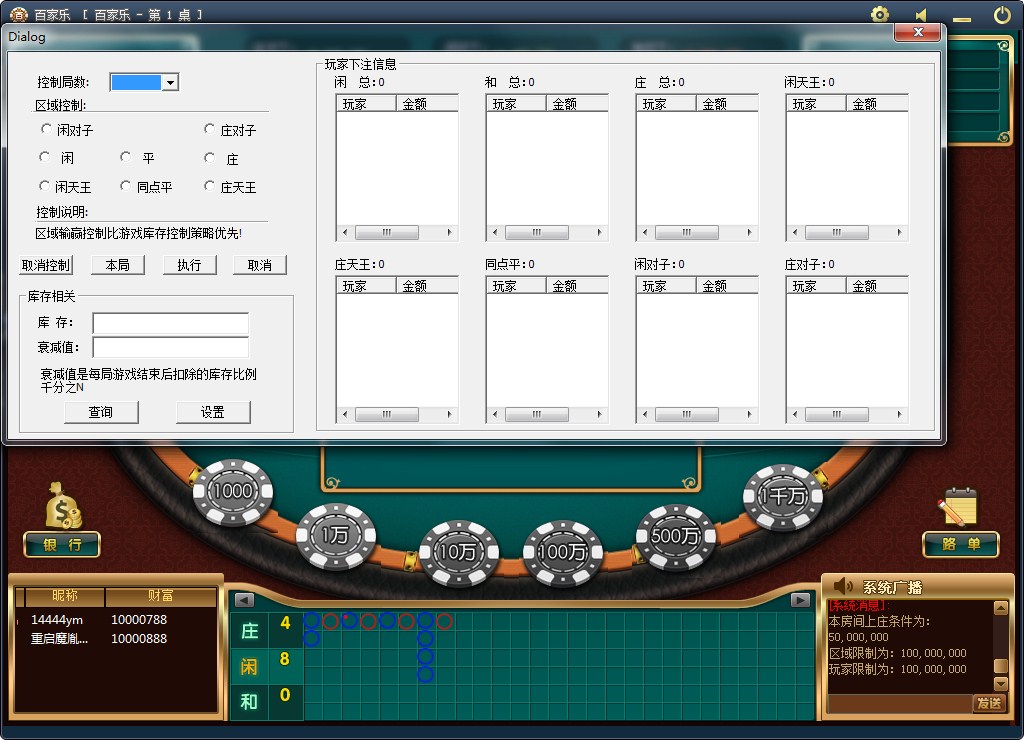 百家乐 [ 百家乐 - 第 1 桌 ]
Dialog
控制局数:
区域控制:
闲对子 庄对子
闲 平 庄
闲天王 同点平 庄天王
控制说明:
区域输赢控制比游戏库存控制策略优先!
取消控制 本局 执行 取消
库存相关
库 存:
衰减值:
衰减值是每局游戏结束后扣除的库存比例
千分之N
查询 设置
玩家下注信息
闲 总:0 和 总:0 庄 总:0 闲天王:0
玩家 金额 玩家 金额 玩家 金额 玩家 金额
庄天王:0 同点平:0 闲对子:0 庄对子:0
玩家 金额 玩家 金额 玩家 金额 玩家 金额
1000 1万 10万 100万 500万 1千万
银 行
路 单
昵称 财富
14444ym 10000788
重启魔胤... 10000888
庄 4
闲 8
和 0
系统广播
[系统消息]:
本房间上庄条件为:
50,000,000
区域限制为: 100,000,000
玩家限制为: 100,000,000
发送